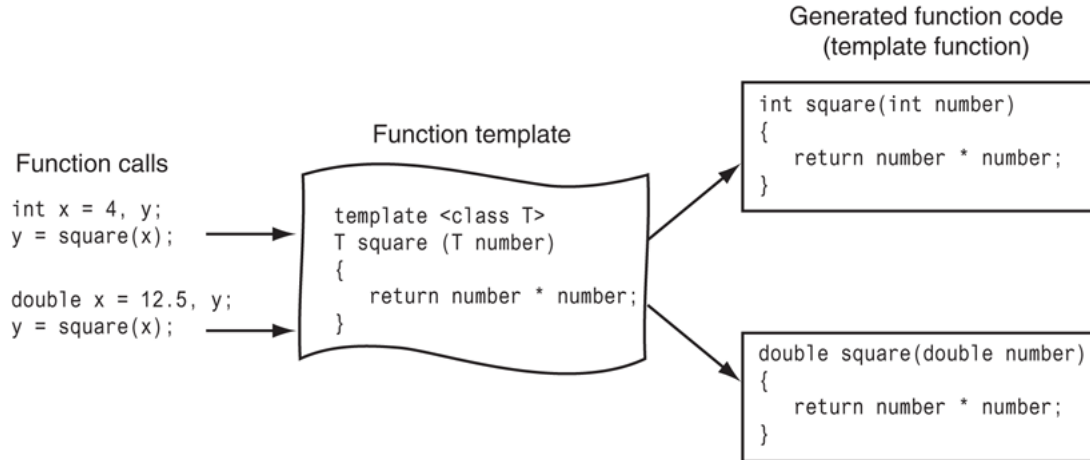 Function calls
int x = 4, y;
y = square(x);
double x = 12.5, y;
y = square(x);
Function template
template <class T>
T square (T number)
{
   return number * number;
}
Generated function code
(template function)
int square(int number)
{
   return number * number;
}
double square(double number)
{
   return number * number;
}